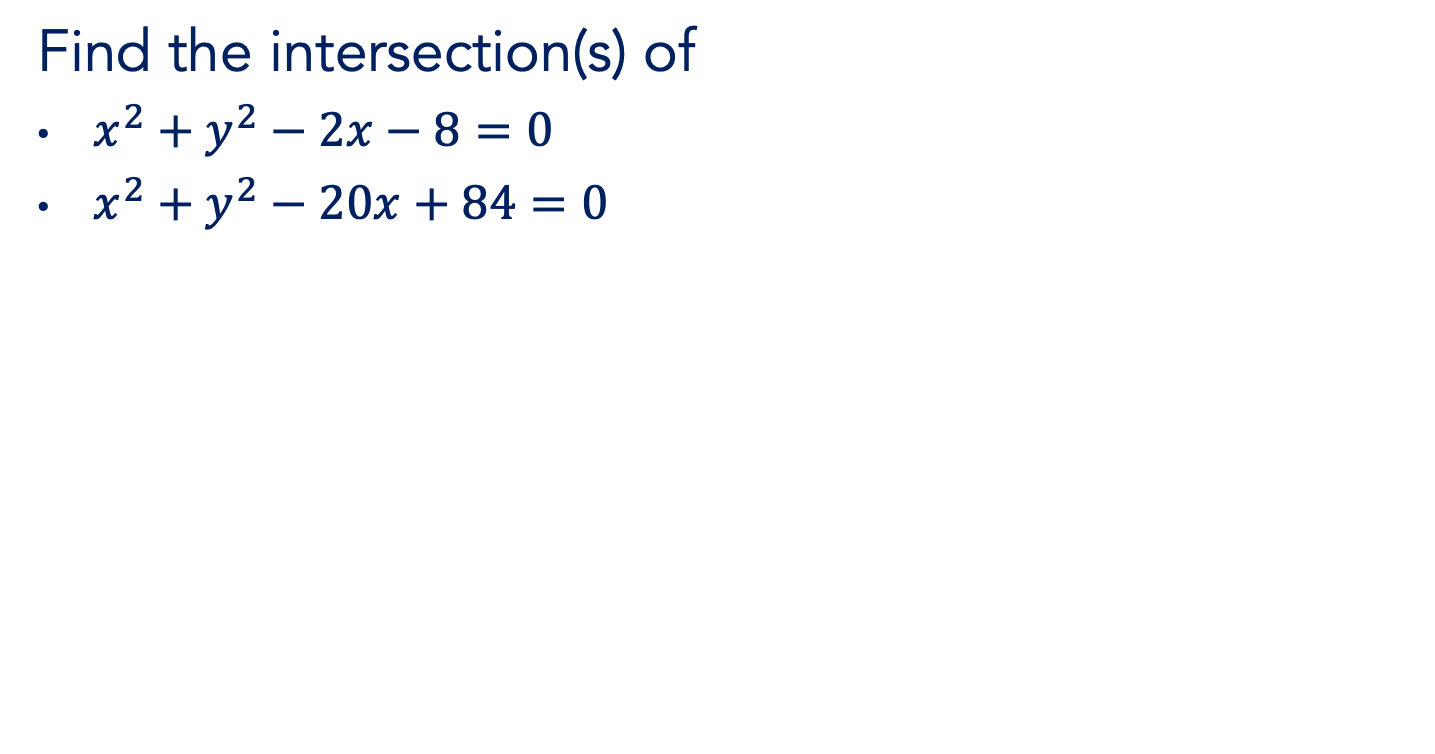 Find the intersection(s) of
• x² + y² − 2x − 8 = 0
• x² + y² − 20x + 84 = 0